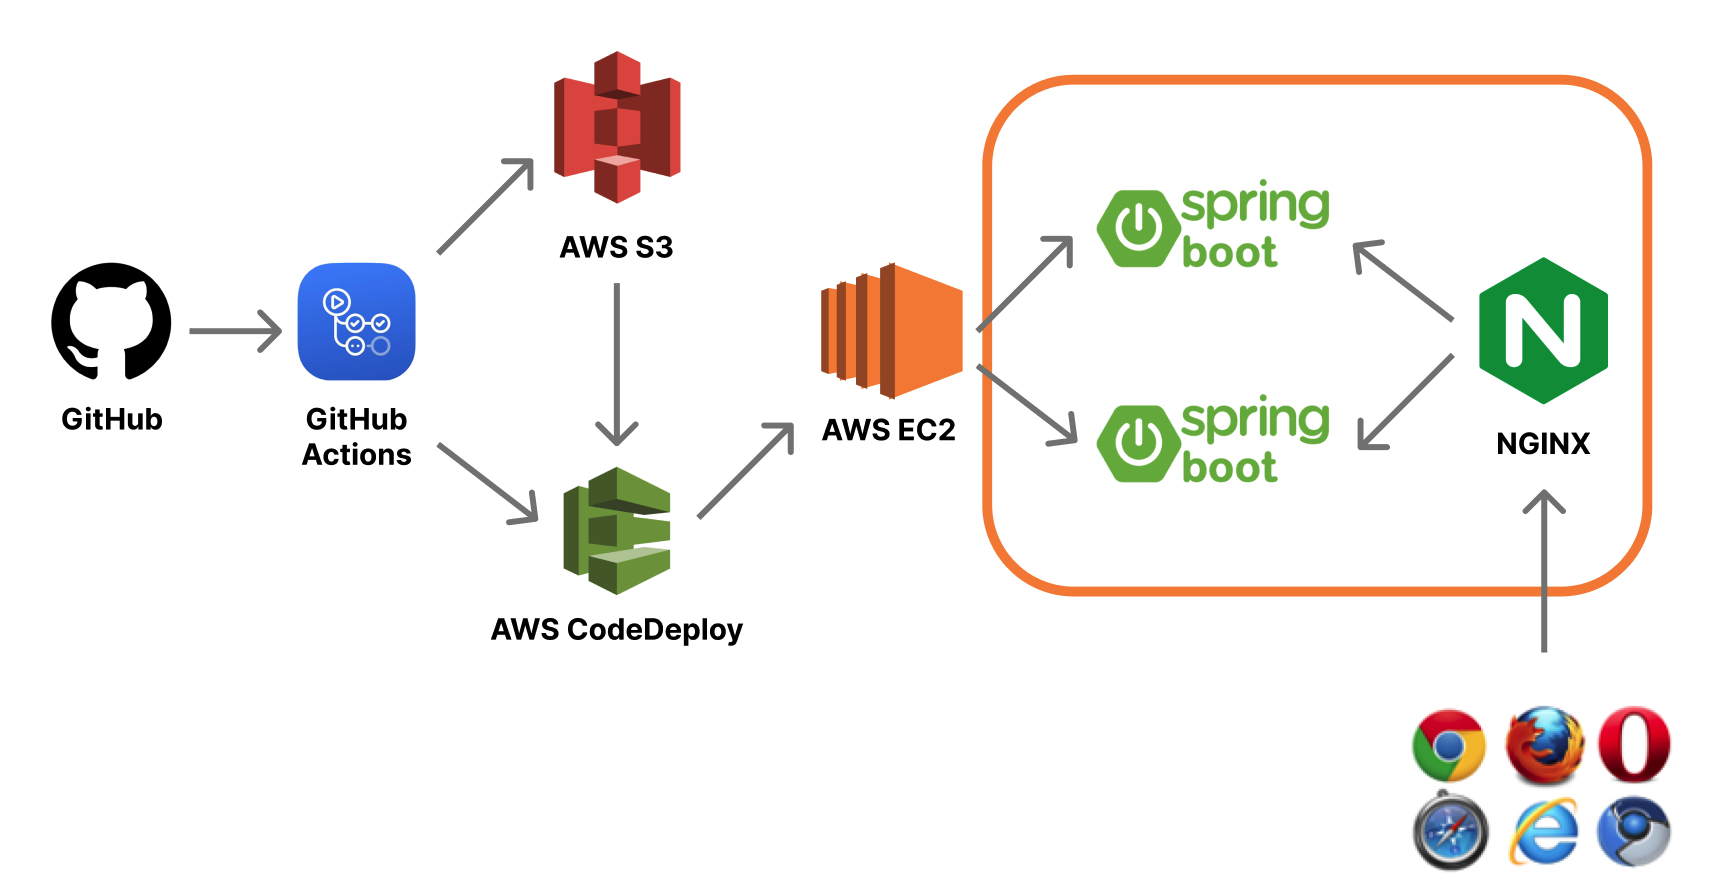 GitHub
GitHub
Actions
AWS S3
AWS CodeDeploy
AWS EC2
spring
boot
spring
boot
N
NGINX